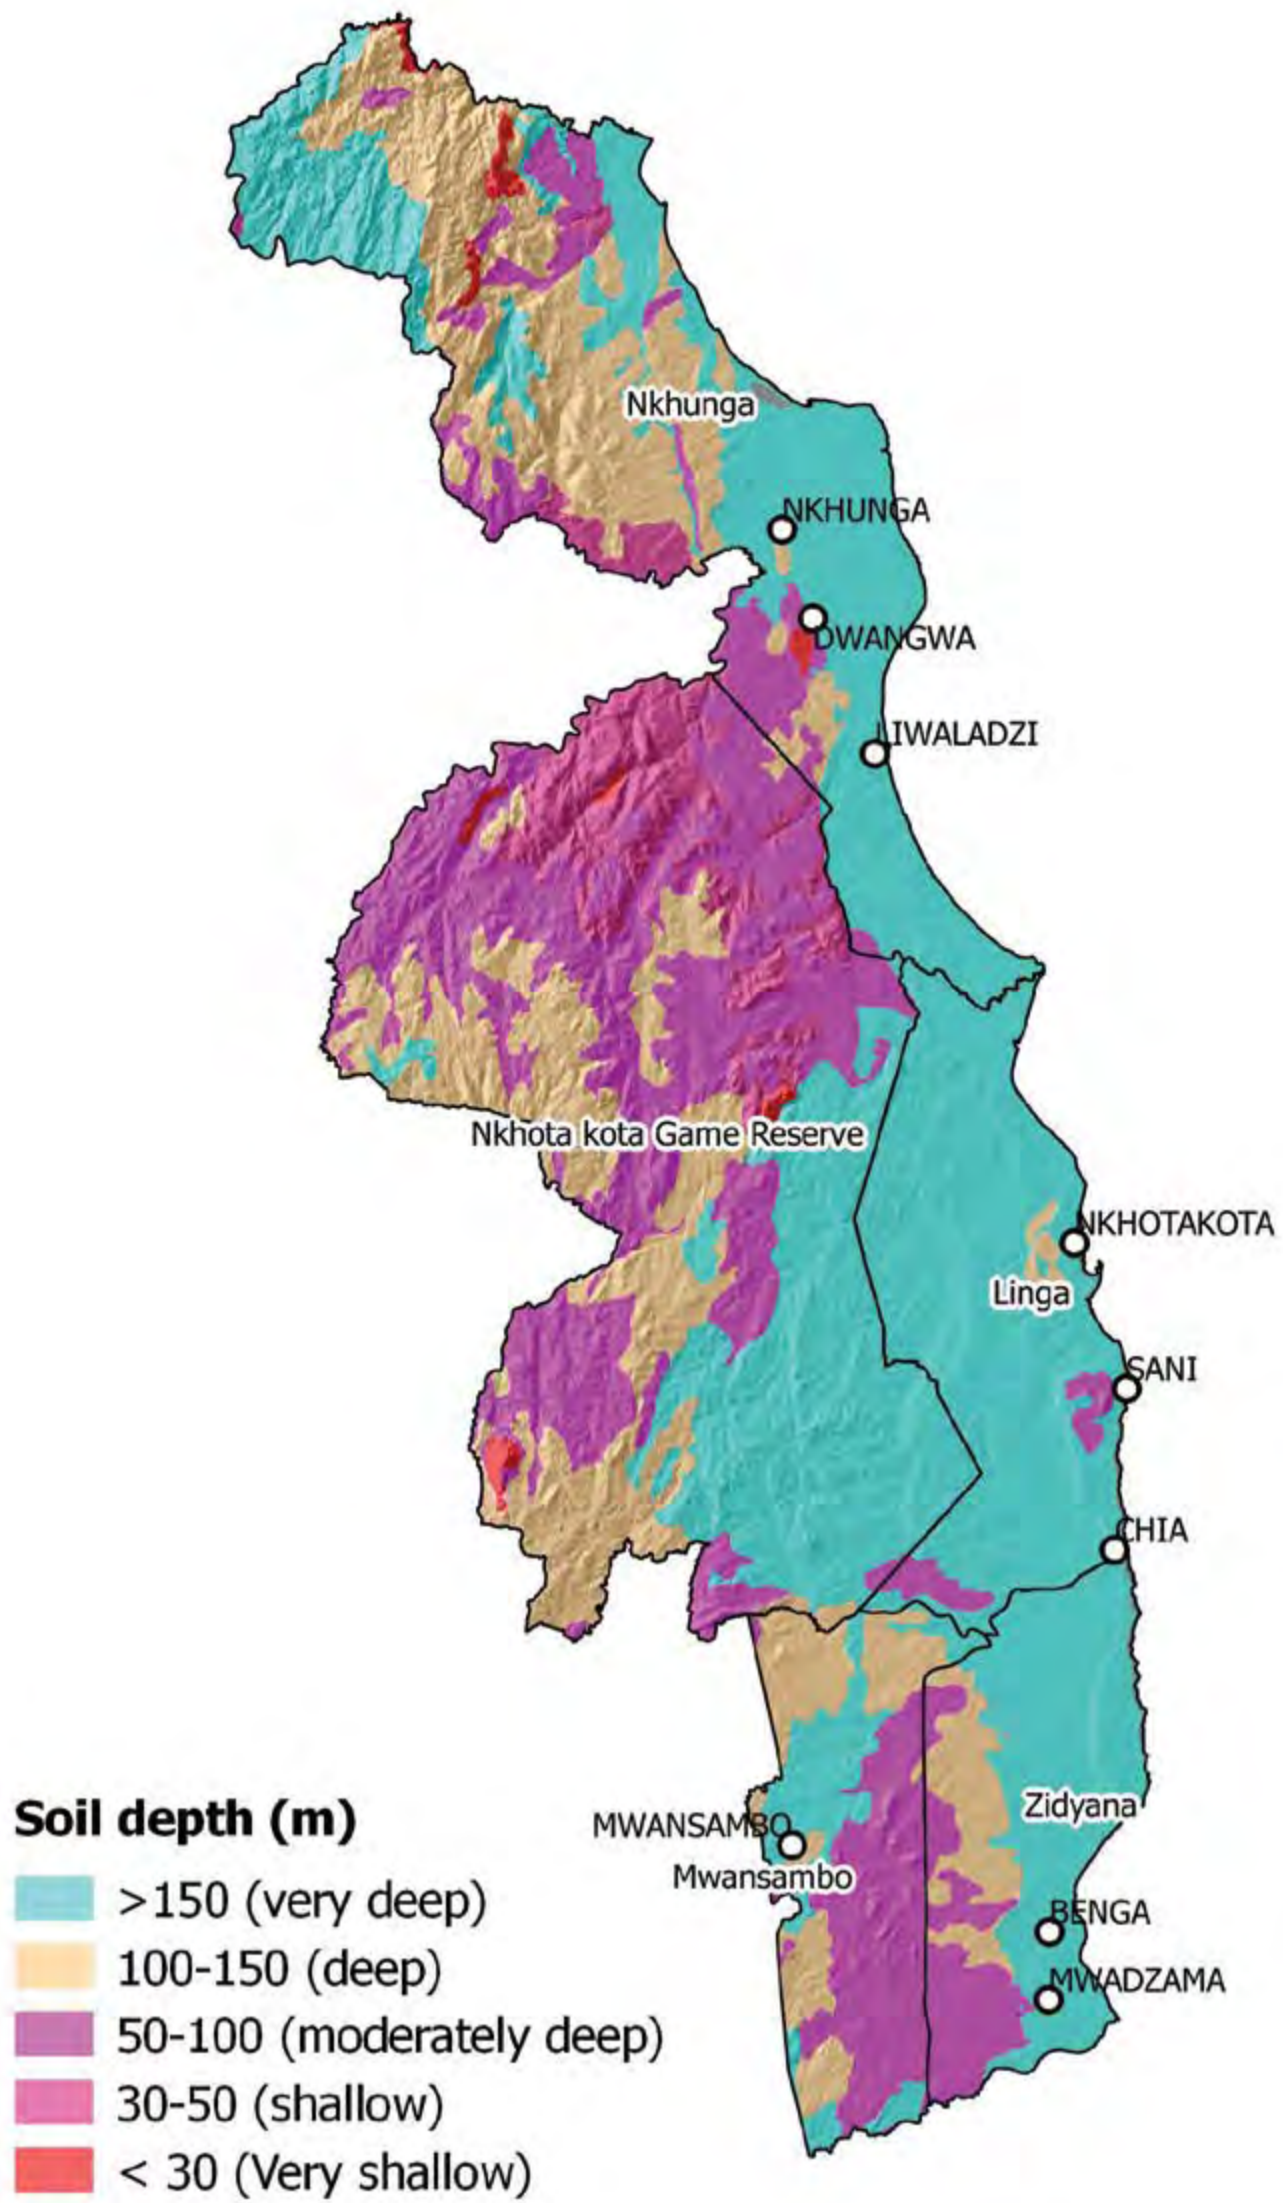 Nkhunga
NKHUNGA
DWANGWA
LIWALADZI
Nkhota kota Game Reserve
NKHOTAKOTA
Linga
SANI
CHIA
Zidyana
MWANSAMBO
Mwansambo
BENGA
MWADZAMA
Soil depth (m)
>150 (very deep)
100-150 (deep)
50-100 (moderately deep)
30-50 (shallow)
< 30 (Very shallow)